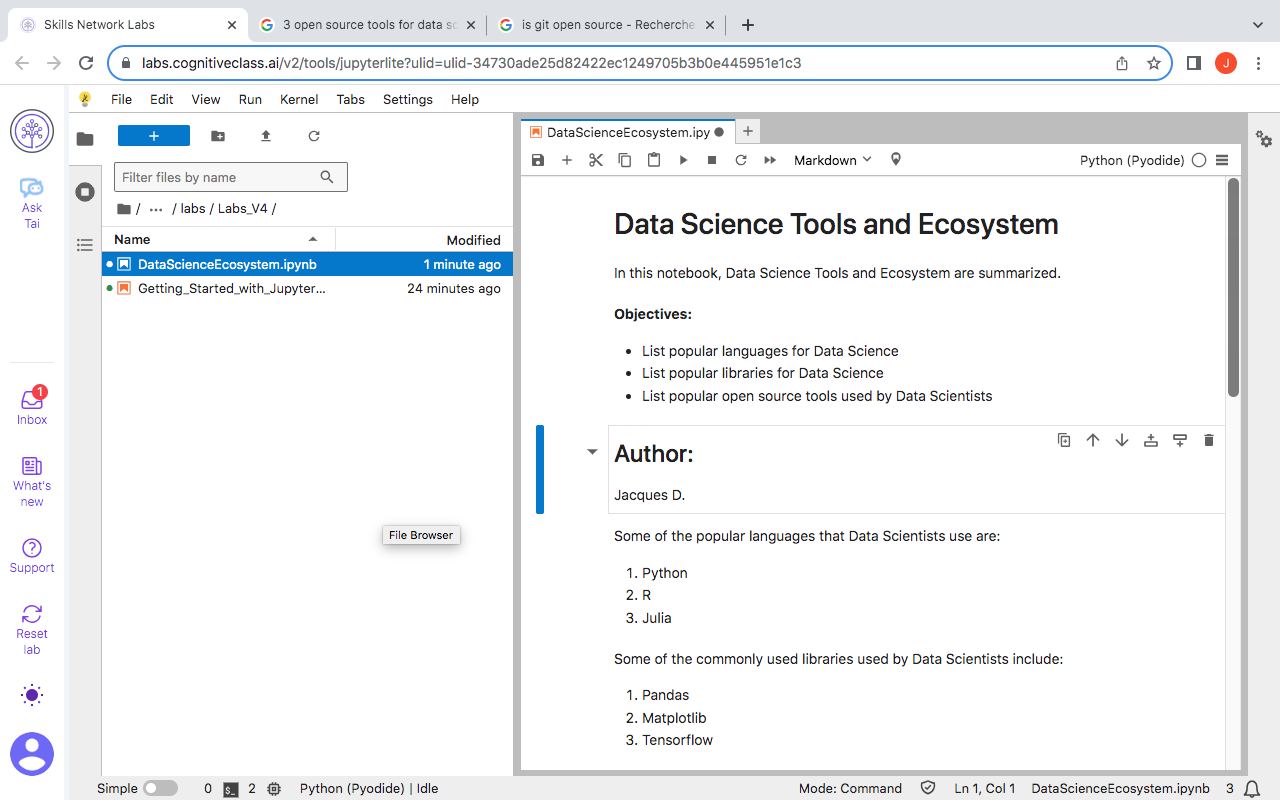 Skills Network Labs
3 open source tools for data sc
is git open source - Recherche
labs.cognitiveclass.ai/v2/tools/jupyterlite?ulid=ulid-34730ade25d82422ec1249705b3b0e445951e1c3
J
File Edit View Run Kernel Tabs Settings Help
Ask
Tai
1
Inbox
What's
new
Support
Reset
lab
+
Filter files by name
/ ··· / labs / Labs_V4 /
Name Modified
DataScienceEcosystem.ipynb 1 minute ago
Getting_Started_with_Jupyter... 24 minutes ago
File Browser
DataScienceEcosystem.ipy
Markdown
Python (Pyodide)
Data Science Tools and Ecosystem
In this notebook, Data Science Tools and Ecosystem are summarized.
Objectives:
• List popular languages for Data Science
• List popular libraries for Data Science
• List popular open source tools used by Data Scientists
Author:
Jacques D.
Some of the popular languages that Data Scientists use are:
1. Python
2. R
3. Julia
Some of the commonly used libraries used by Data Scientists include:
1. Pandas
2. Matplotlib
3. Tensorflow
Simple 0 $_ 2 Python (Pyodide) | Idle Mode: Command Ln 1, Col 1 DataScienceEcosystem.ipynb 3